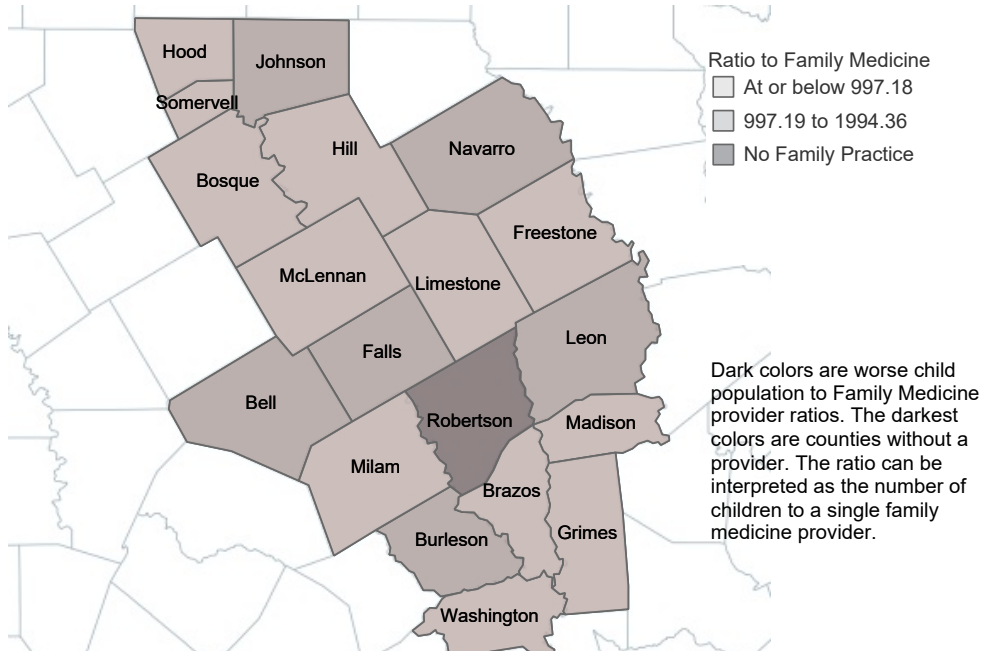 Hood
Johnson
Somervell
Hill
Navarro
Bosque
Freestone
McLennan
Limestone
Leon
Falls
Bell
Robertson
Madison
Milam
Brazos
Grimes
Burleson
Washington
Ratio to Family Medicine
At or below 997.18
997.19 to 1994.36
No Family Practice
Dark colors are worse child
population to Family Medicine
provider ratios. The darkest
colors are counties without a
provider. The ratio can be
interpreted as the number of
children to a single family
medicine provider.